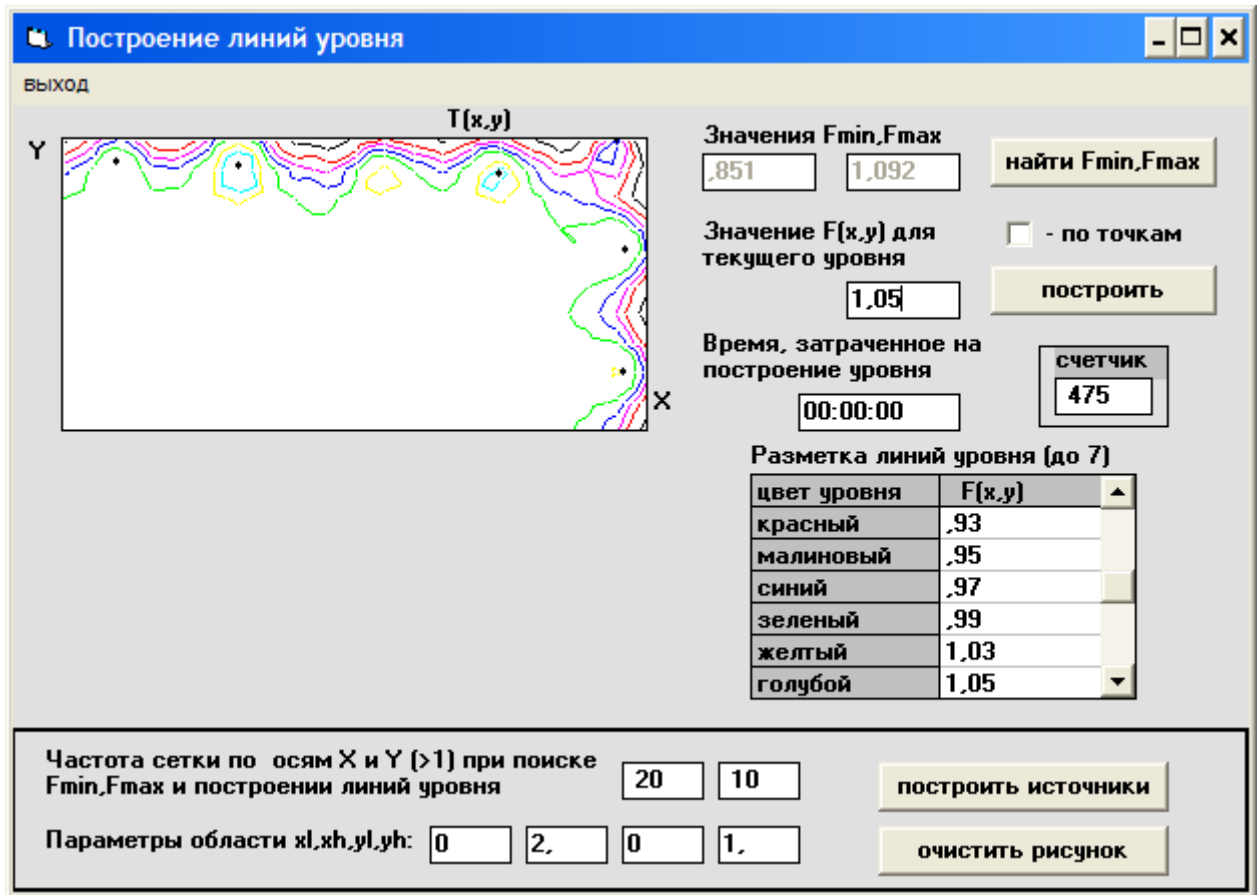 Построение линий уровня
выход
T(x,y)
Y
X
Значения Fmin,Fmax
,851 1,092
найти Fmin,Fmax
Значение F(x,y) для
текущего уровня
1,05
- по точкам
построить
Время, затраченное на
построение уровня
00:00:00
счетчик
475
Разметка линий уровня (до 7)
цвет уровня F(x,y)
красный ,93
малиновый ,95
синий ,97
зеленый ,99
желтый 1,03
голубой 1,05
Частота сетки по осям X и Y (>1) при поиске
Fmin,Fmax и построении линий уровня
20 10
построить источники
Параметры области xl,xh,yl,yh: 0 2, 0 1,
очистить рисунок